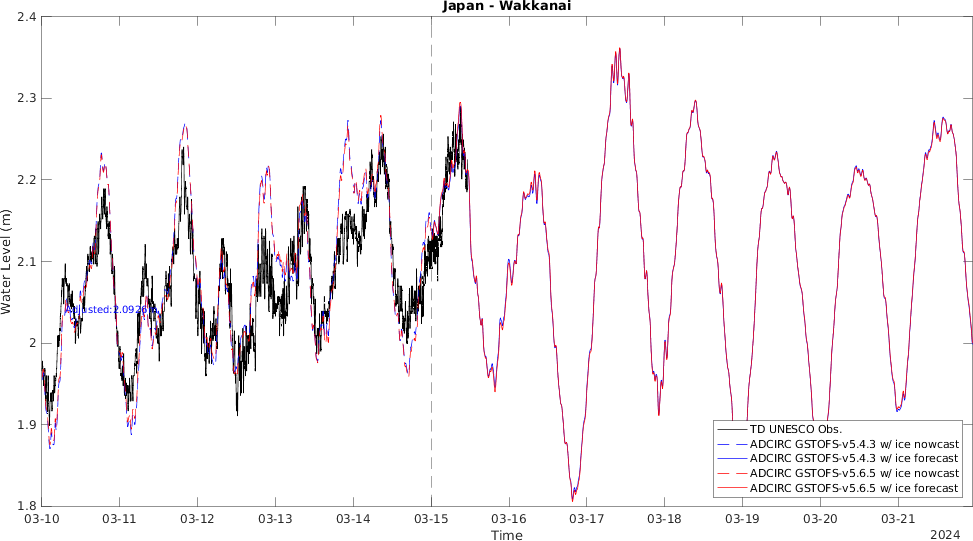 Japan - Wakkanai
Water Level (m)
2.4
2.3
2.2
2.1
2
1.9
1.8
TD UNESCO Obs.
ADCIRC GSTOFS-v5.4.3 w/ ice nowcast
ADCIRC GSTOFS-v5.4.3 w/ ice forecast
ADCIRC GSTOFS-v5.6.5 w/ ice nowcast
ADCIRC GSTOFS-v5.6.5 w/ ice forecast
03-10 03-11 03-12 03-13 03-14 03-15 03-16 03-17 03-18 03-19 03-20 03-21
Time
2024